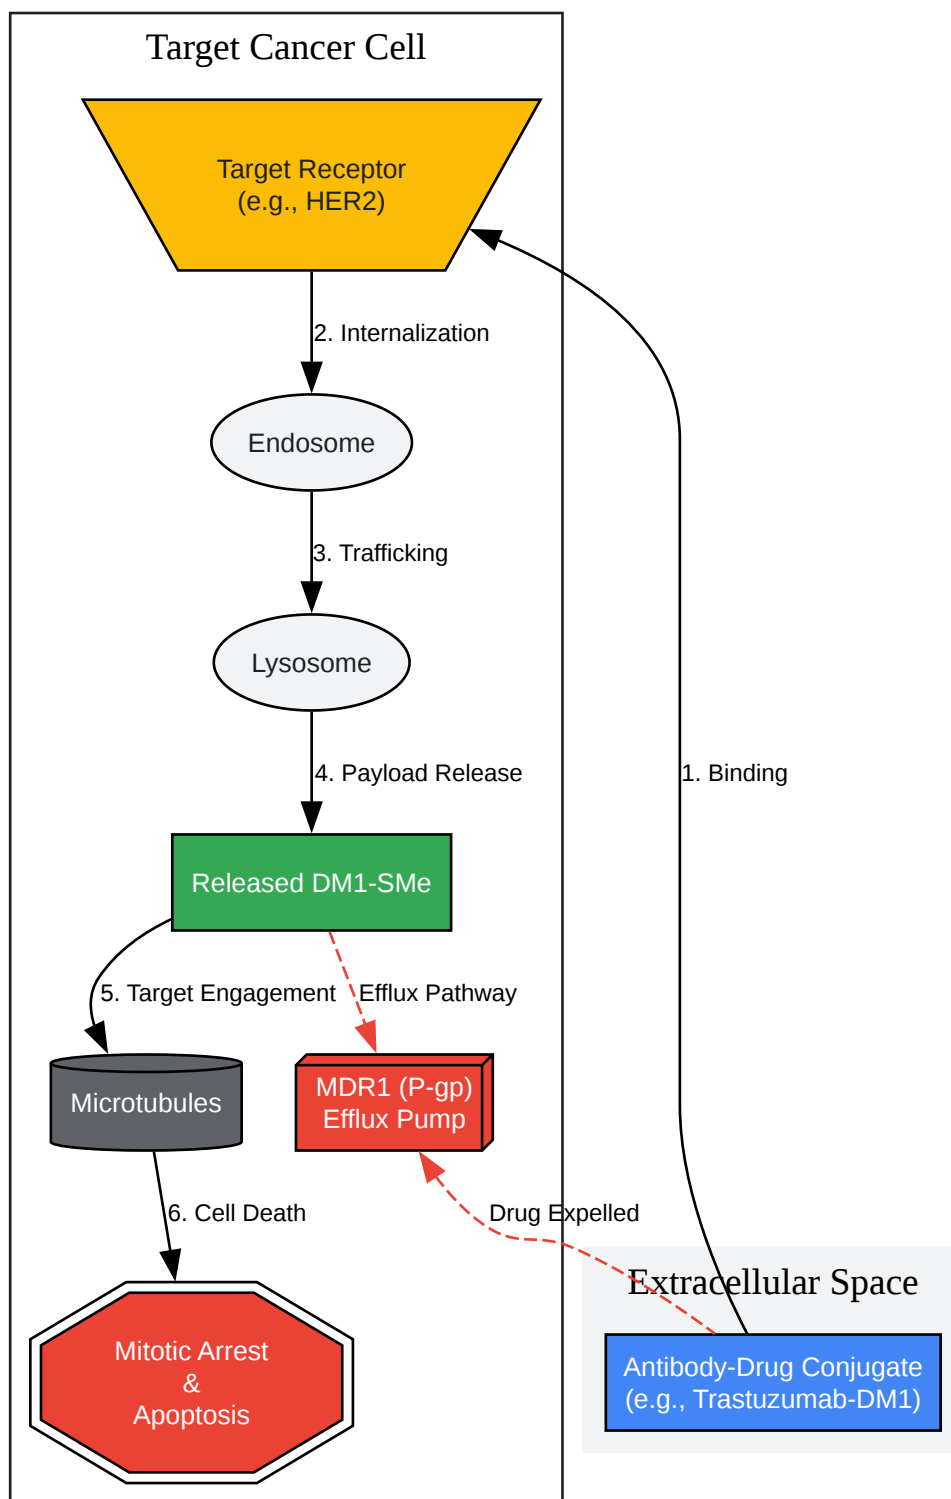 Target Cancer Cell
Target Receptor
(e.g., HER2)
2. Internalization
Endosome
3. Trafficking
Lysosome
4. Payload Release
1. Binding
Released DM1-SMe
5. Target Engagement
Efflux Pathway
Microtubules
MDR1 (P-gp)
Efflux Pump
6. Cell Death
Drug Expelled
Extracellular Space
Mitotic Arrest
&
Apoptosis
Antibody-Drug Conjugate
(e.g., Trastuzumab-DM1)